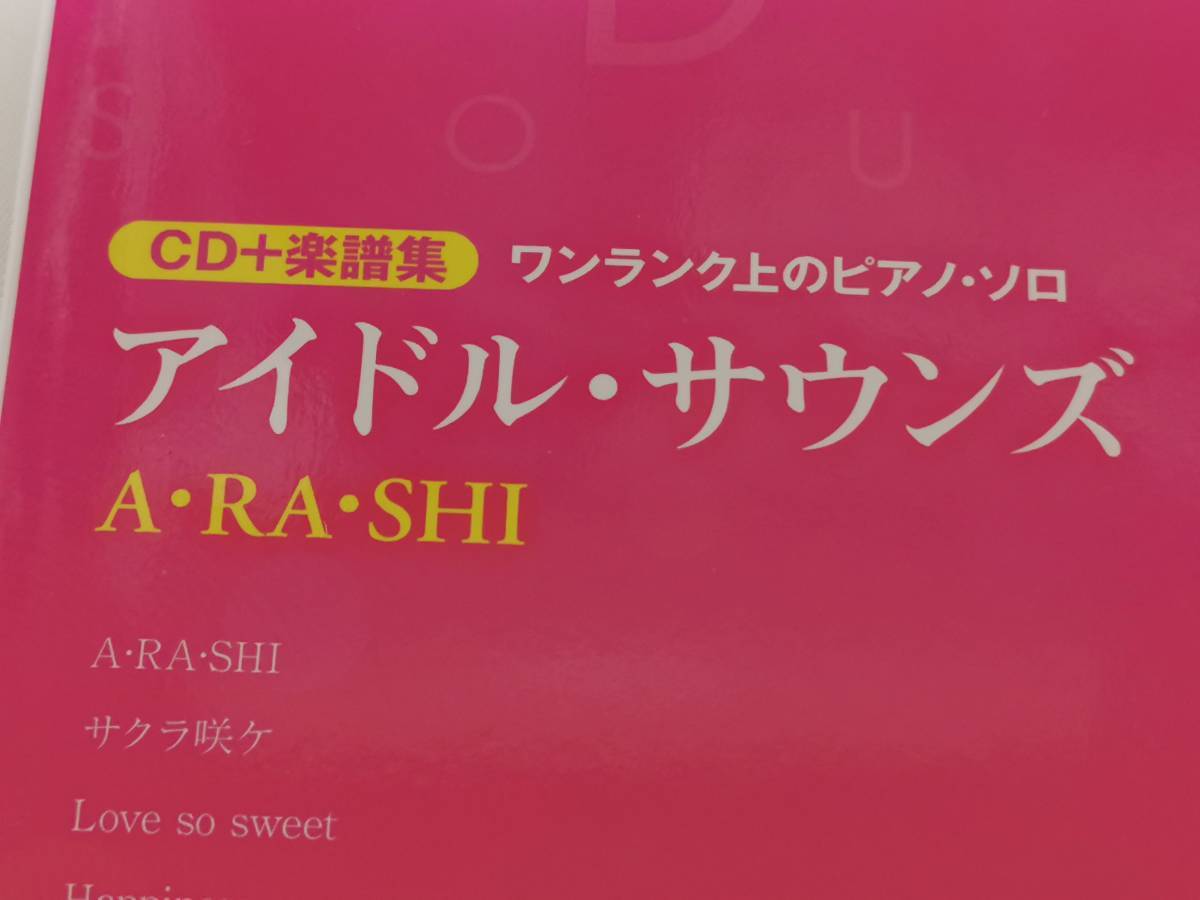 D
S O U
CD+楽譜集 ワンランク上のピアノ・ソロ
アイドル・サウンズ
A・RA・SHI
A・RA・SHI
サクラ咲ケ
Love so sweet